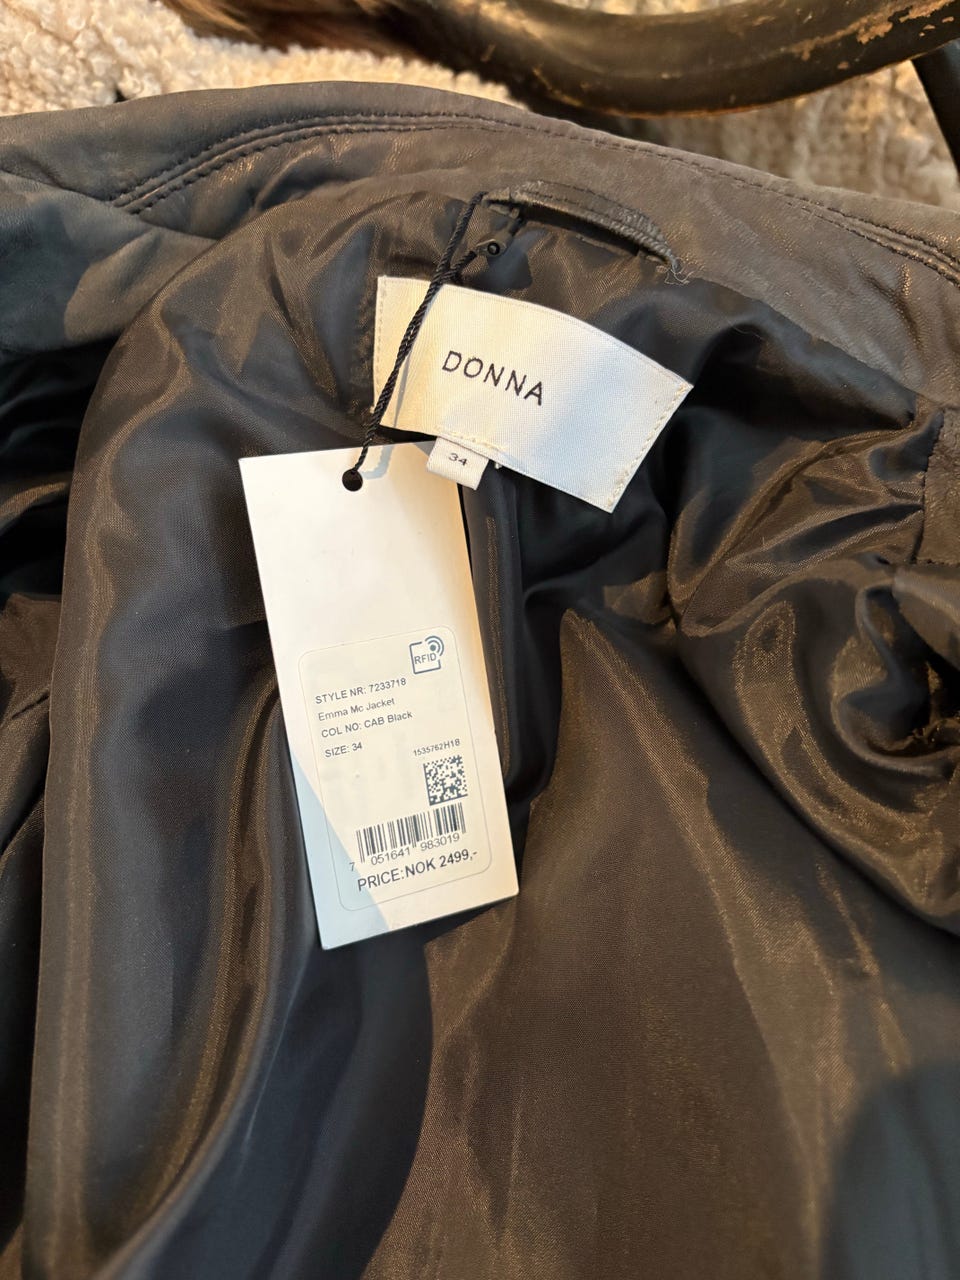 DONNA
34
RFID
STYLE NR: 7233718
Emma Mc Jacket
COL NO: CAB Black
SIZE: 34
1535762H18
7 051641 983019
PRICE:NOK 2499,-